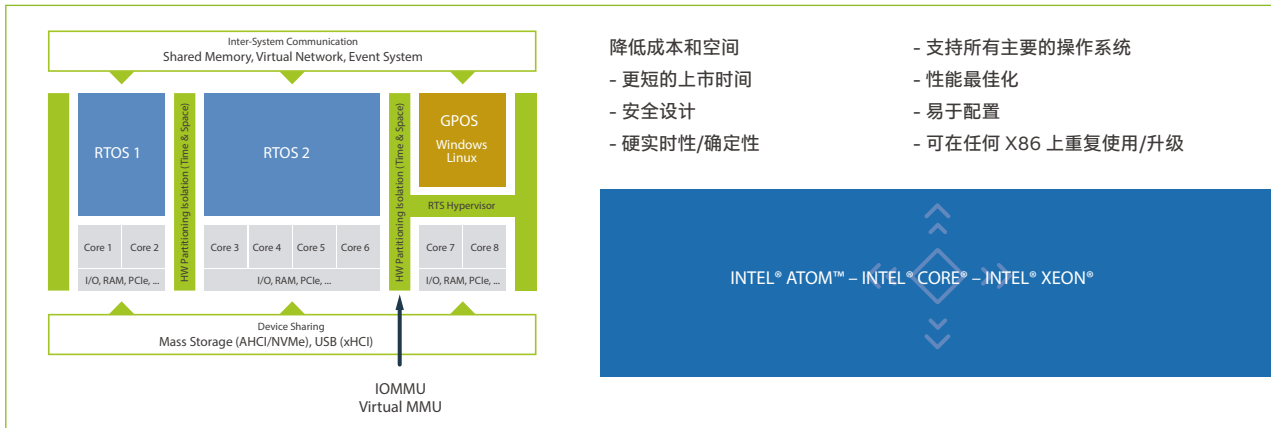 Inter-System Communication
Shared Memory, Virtual Network, Event System
RTOS 1
HW Partitioning Isolation (Time & Space)
RTOS 2
HW Partitioning Isolation (Time & Space)
GPOS
Windows
Linux
RTS Hypervisor
Core 1 Core 2
I/O, RAM, PCIe, ...
Core 3 Core 4 Core 5 Core 6
I/O, RAM, PCIe, ...
Core 7 Core 8
I/O, RAM, PCIe, ...
Device Sharing
Mass Storage (AHCI/NVMe), USB (xHCI)
IOMMU
Virtual MMU
降低成本和空间
- 更短的上市时间
- 安全设计
- 硬实时性/确定性
- 支持所有主要的操作系统
- 性能最佳化
- 易于配置
- 可在任何 X86 上重复使用/升级
INTEL® ATOM™ – INTEL® CORE® – INTEL® XEON®